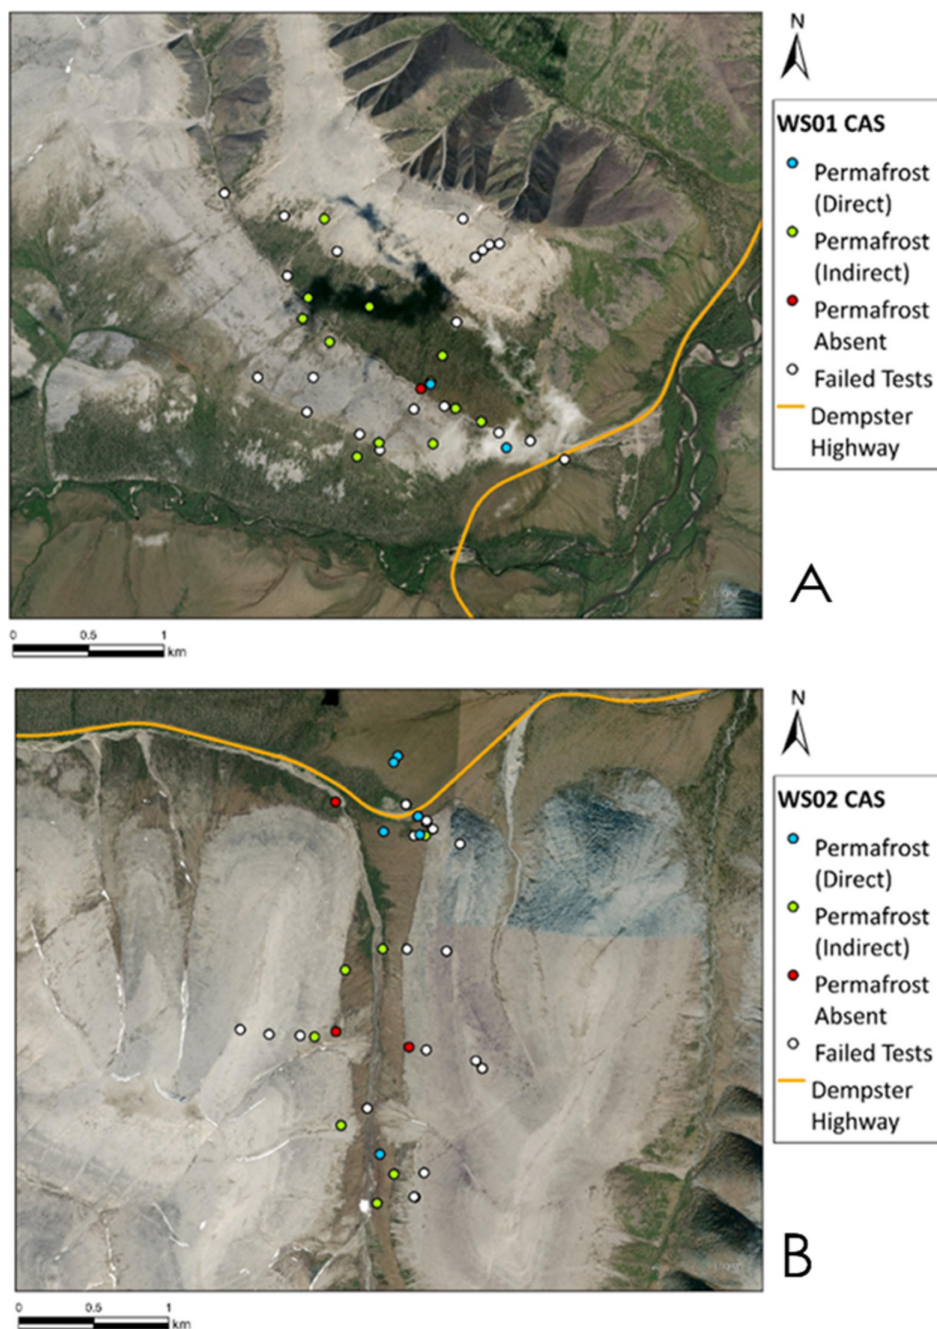 N
WS01 CAS
Permafrost
(Direct)
Permafrost
(Indirect)
Permafrost
Absent
Failed Tests
Dempster
Highway
A
0 0.5 1
km
N
WS02 CAS
Permafrost
(Direct)
Permafrost
(Indirect)
Permafrost
Absent
Failed Tests
Dempster
Highway
B
0 0.5 1
km